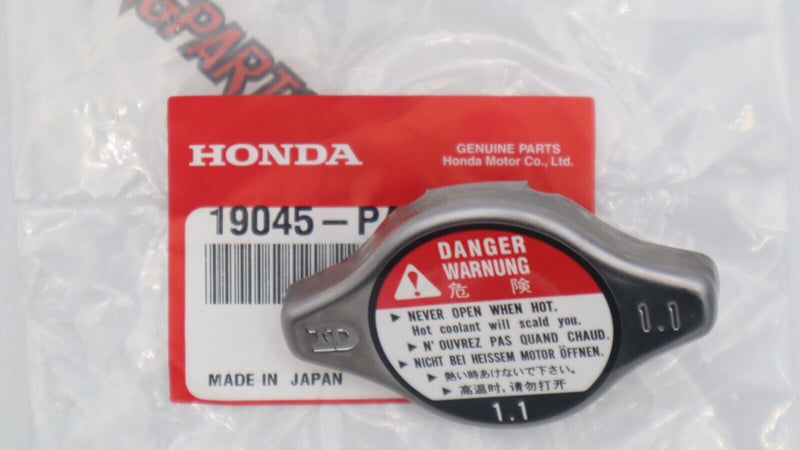 HONDA
GENUINE PARTS
Honda Motor Co., Ltd.
19045-PA
MADE IN JAPAN
DANGER
WARNUNG
危 険
▶ NEVER OPEN WHEN HOT.
Hot coolant will scald you.
▶ N'OUVREZ PAS QUAND CHAUD.
▶ NICHT BEI HEISSEM MOTOR ÖFFNEN.
▶ 熱い時あけないで下さい。
▶ 高温时,请勿打开
1.1
ND
1.1